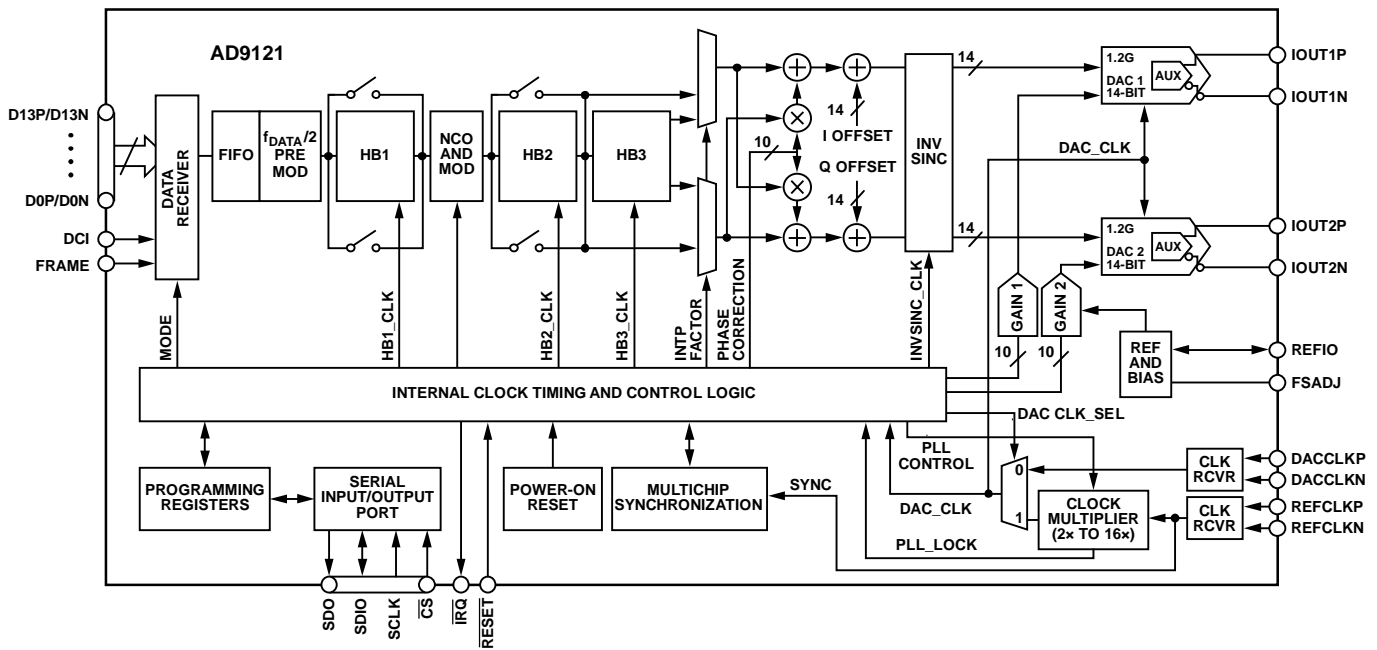 AD9121
D13P/D13N
D0P/D0N
DCI
FRAME
DATA
RECEIVER
FIFO
fDATA/2
PRE
MOD
HB1
NCO
AND
MOD
HB2
HB3
10
14
I OFFSET
Q OFFSET
14
INV
SINC
14
14
1.2G
DAC 1
14-BIT
AUX
DAC_CLK
1.2G
DAC 2
14-BIT
AUX
IOUT1P
IOUT1N
IOUT2P
IOUT2N
REFIO
FSADJ
GAIN 1
GAIN 2
10
10
REF
AND
BIAS
MODE
HB1_CLK
HB2_CLK
HB3_CLK
INTP
FACTOR
PHASE
CORRECTION
INVSINC_CLK
INTERNAL CLOCK TIMING AND CONTROL LOGIC
DAC CLK_SEL
PLL
CONTROL
0
1
DAC_CLK
PLL_LOCK
SYNC
PROGRAMMING
REGISTERS
SERIAL
INPUT/OUTPUT
PORT
POWER-ON
RESET
MULTICHIP
SYNCHRONIZATION
CLOCK
MULTIPLIER
(2× TO 16×)
CLK
RCVR
CLK
RCVR
DACCLKP
DACCLKN
REFCLKP
REFCLKN
SDO
SDIO
SCLK
CS
IRQ
RESET